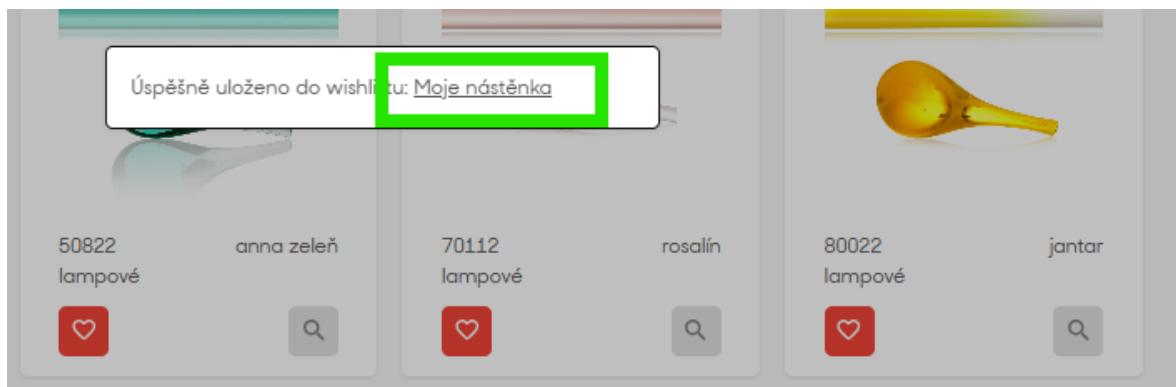 Úspěšně uloženo do wishlistu: Moje nástěnka
50822 anna zeleň
lampové
70112 rosalín
lampové
80022 jantar
lampové